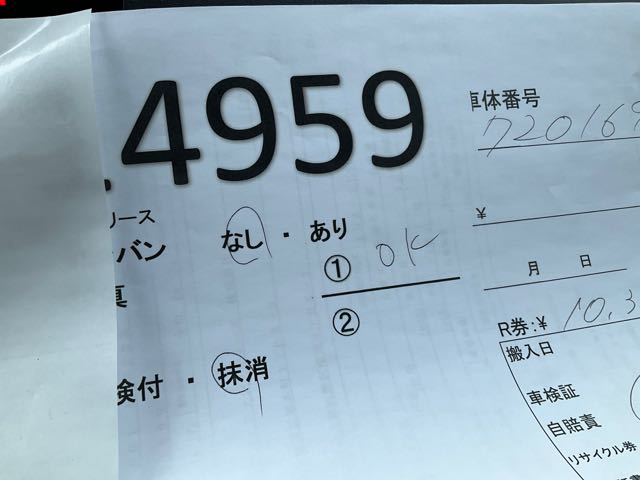 4959
車体番号
720169
リース
バン
なし・あり
① OK
②
¥
月 日
検付・抹消
R券:¥ 10.3
搬入日
車検証
自賠責
リサイクル券